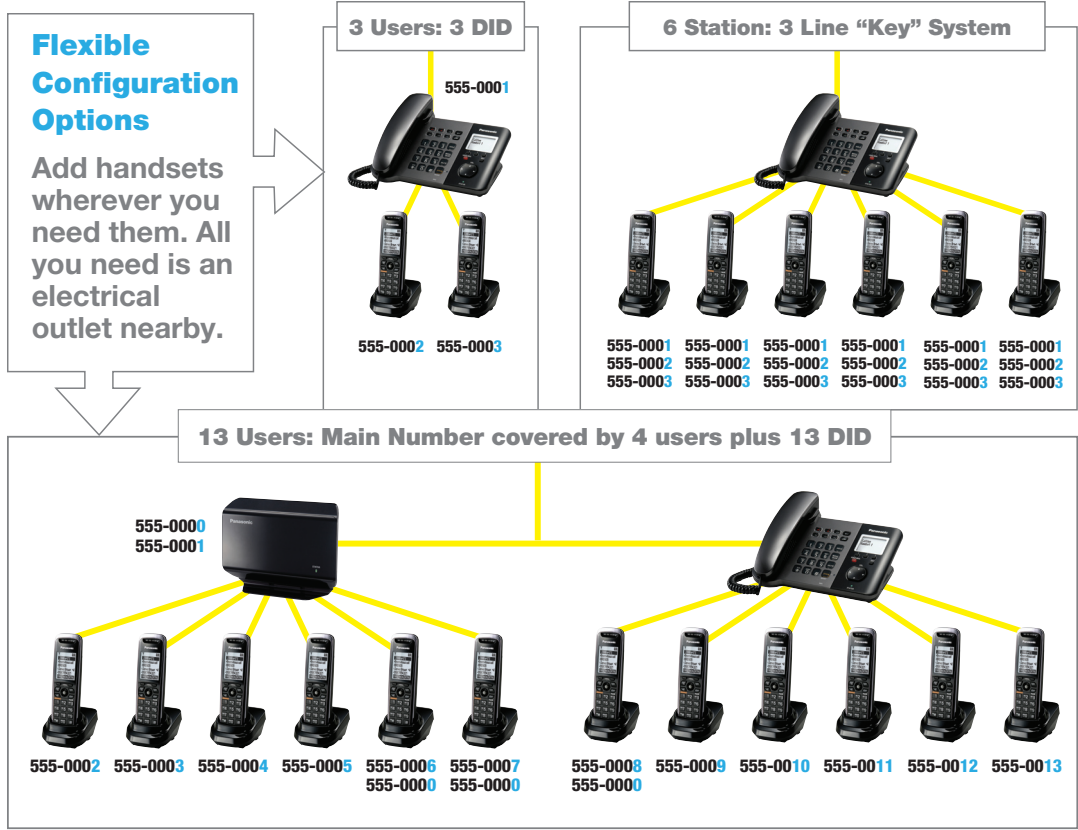 Flexible
Configuration
Options
Add handsets
wherever you
need them. All
you need is an
electrical
outlet nearby.
3 Users: 3 DID
555-0001
Panasonic
555-0002 555-0003
6 Station: 3 Line “Key” System
Panasonic
555-0001 555-0001 555-0001 555-0001 555-0001 555-0001
555-0002 555-0002 555-0002 555-0002 555-0002 555-0002
555-0003 555-0003 555-0003 555-0003 555-0003 555-0003
13 Users: Main Number covered by 4 users plus 13 DID
555-0000
555-0001
Panasonic
Panasonic
555-0002 555-0003 555-0004 555-0005 555-0006 555-0007
555-0000 555-0000
555-0008 555-0009 555-0010 555-0011 555-0012 555-0013
555-0000